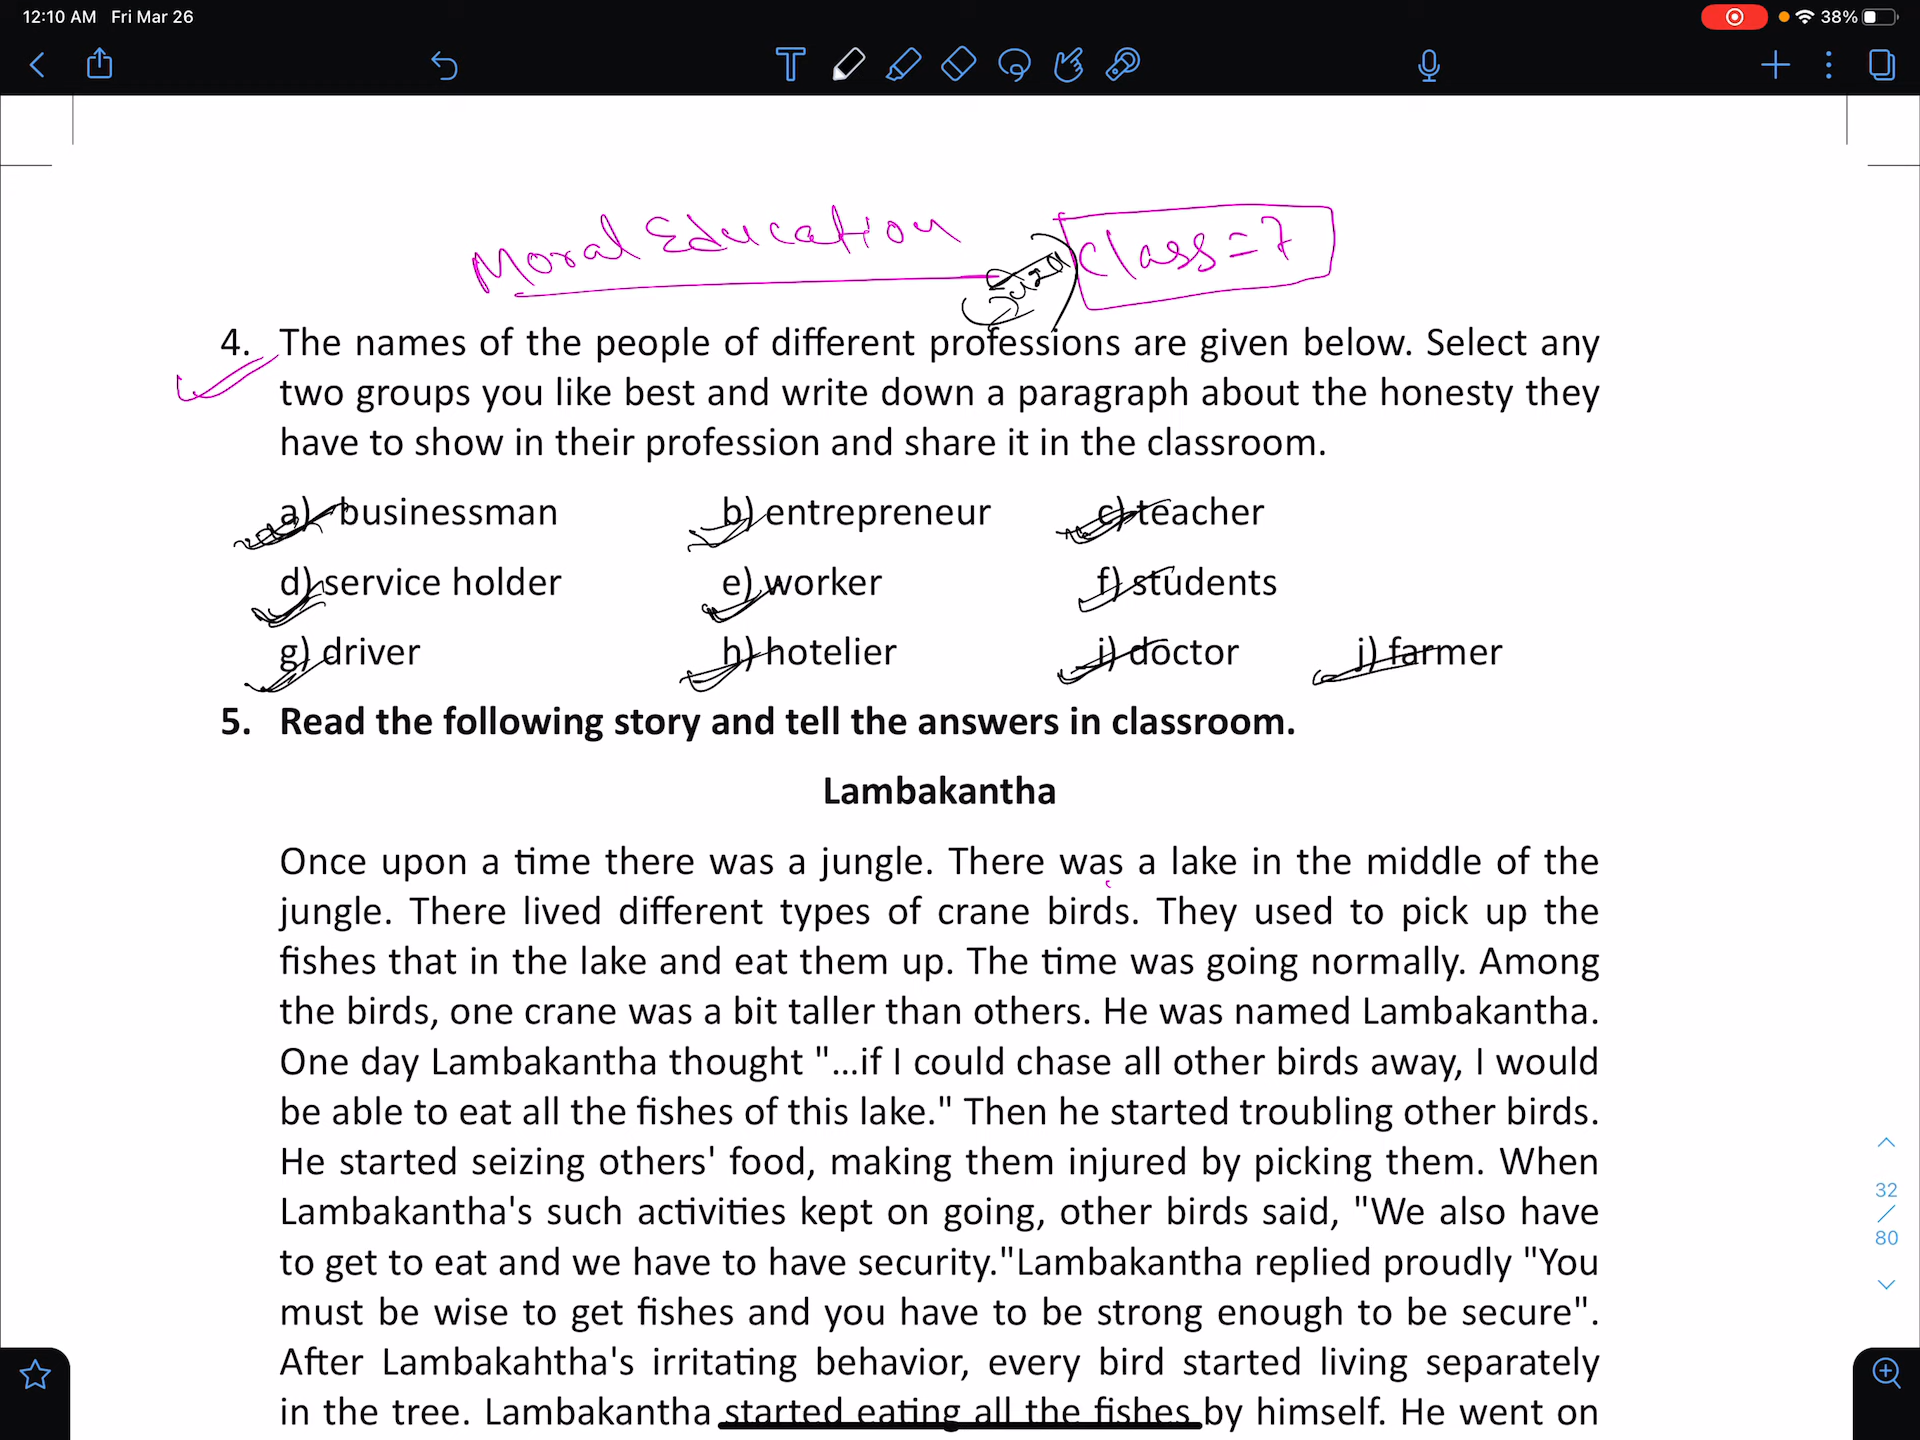 12:10 AM Fri Mar 26
38%
Moral Education
Class = 7
4. The names of the people of different professions are given below. Select any
two groups you like best and write down a paragraph about the honesty they
have to show in their profession and share it in the classroom.
a) businessman b) entrepreneur c) teacher
d) service holder e) worker f) students
g) driver h) hotelier i) doctor j) farmer
5. Read the following story and tell the answers in classroom.
Lambakantha
Once upon a time there was a jungle. There was a lake in the middle of the
jungle. There lived different types of crane birds. They used to pick up the
fishes that in the lake and eat them up. The time was going normally. Among
the birds, one crane was a bit taller than others. He was named Lambakantha.
One day Lambakantha thought "...if I could chase all other birds away, I would
be able to eat all the fishes of this lake." Then he started troubling other birds.
He started seizing others' food, making them injured by picking them. When
Lambakantha's such activities kept on going, other birds said, "We also have
to get to eat and we have to have security."Lambakantha replied proudly "You
must be wise to get fishes and you have to be strong enough to be secure".
After Lambakahtha's irritating behavior, every bird started living separately
in the tree. Lambakantha started eating all the fishes by himself. He went on
32
/
80